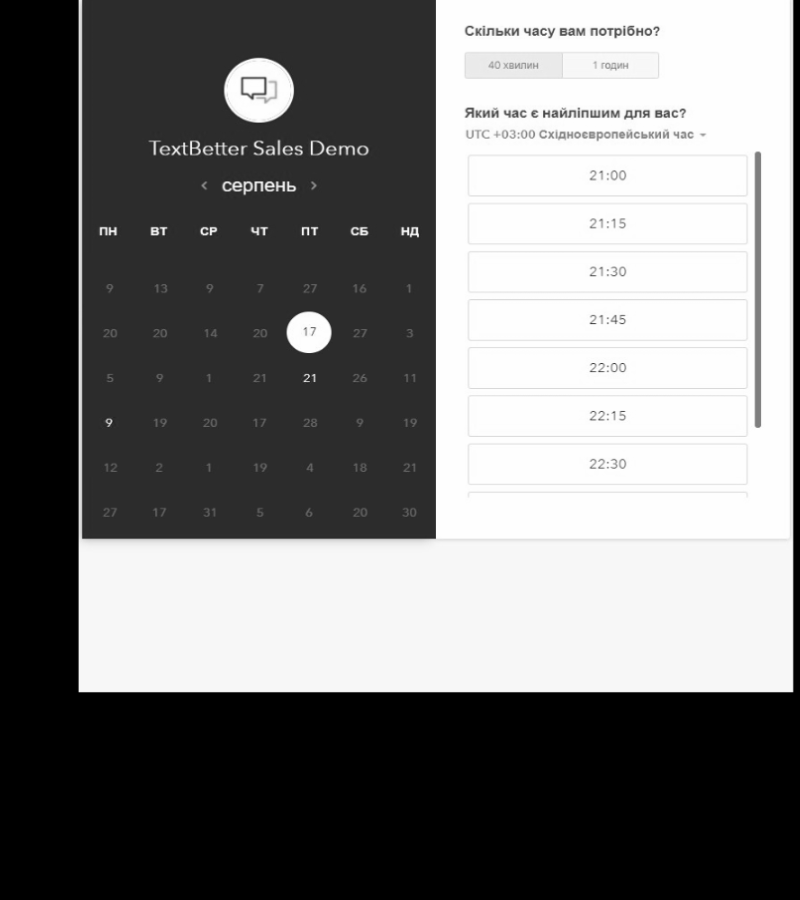 TextBetter Sales Demo
серпень
ПН ВТ СР ЧТ ПТ СБ НД
9 13 9 7 27 16 1
20 20 14 20 17 27 3
5 9 1 21 21 26 11
9 19 20 17 28 9 19
12 2 1 19 4 18 21
27 17 31 5 6 20 30
Скільки часу вам потрібно?
40 хвилин 1 годин
Який час є найліпшим для вас?
UTC +03:00 Східноєвропейський час
21:00
21:15
21:30
21:45
22:00
22:15
22:30